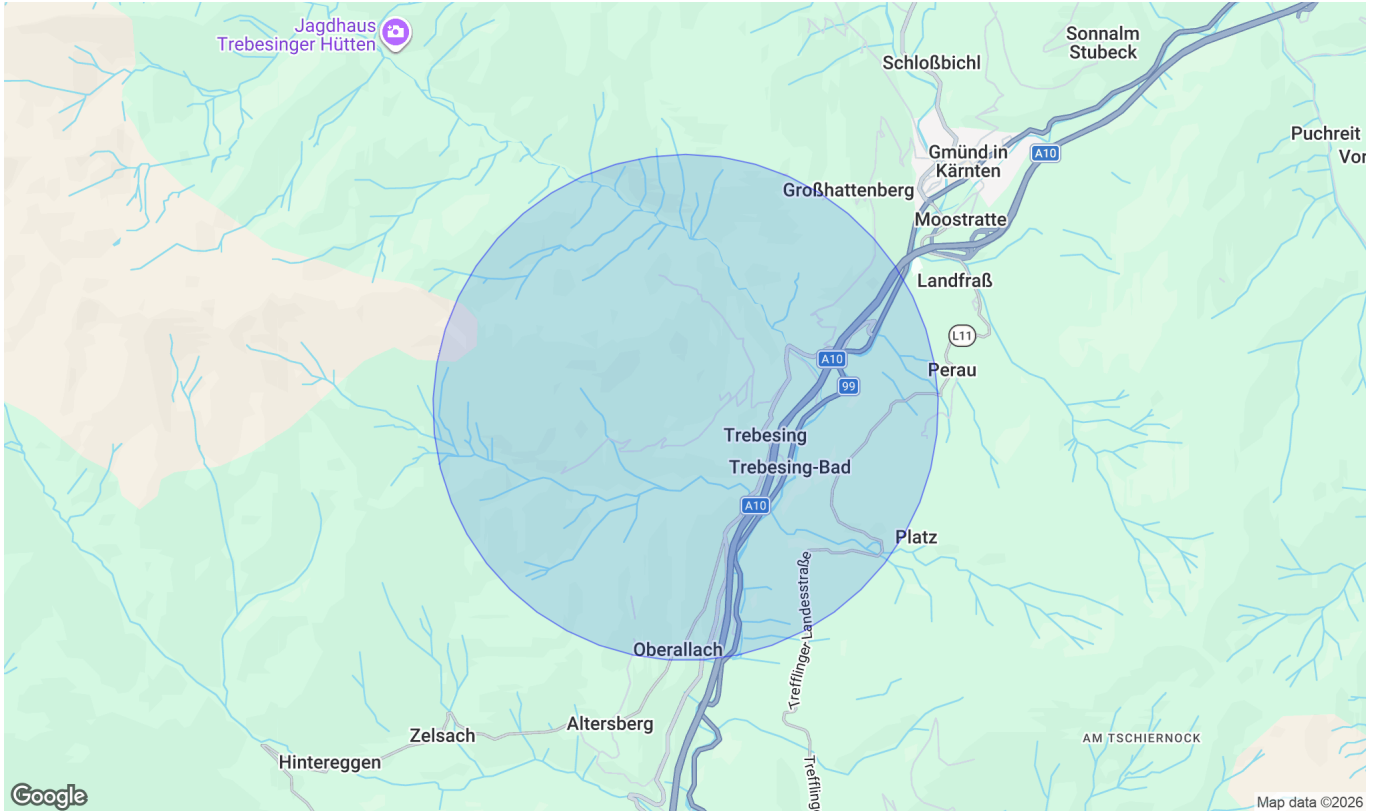 Jagdhaus
Trebesinger Hütten
Sonnalm
Stubeck
Schloßbichl
Puchreit
Vor
Gmünd in
Kärnten
A10
Großhattenberg
Moostratte
Landfraß
L11
A10
Perau
99
Trebesing
Trebesing-Bad
A10
Platz
Trefflinger Landesstraße
Oberallach
Altersberg
Zelsach
AM TSCHIERNOCK
Hintereggen
Treffling
Google
Map data ©2026